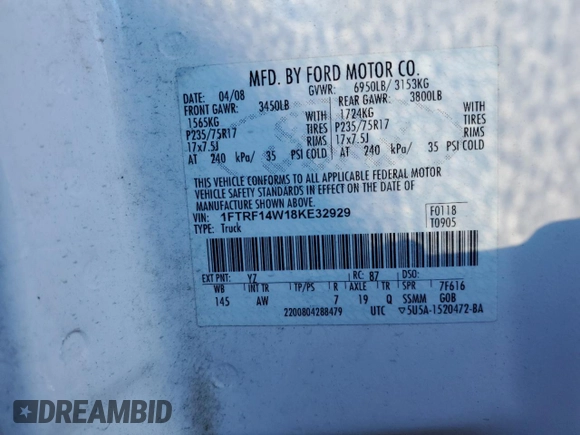 MFD. BY FORD MOTOR CO.
DATE: 04/08 GVWR: 6950LB/ 3153KG
FRONT GAWR: 3450LB REAR GAWR: 3800LB
1565KG 1724KG
P235/75R17 TIRES P235/75R17 TIRES
17x7.5J RIMS 17x7.5J RIMS
AT 240 kPa/ 35 PSI COLD AT 240 kPa/ 35 PSI COLD
THIS VEHICLE CONFORMS TO ALL APPLICABLE FEDERAL MOTOR
VEHICLE SAFETY STANDARDS IN EFFECT ON THE DATE OF
MANUFACTURE SHOWN ABOVE.
VIN: 1FTRF14W18KE32929 F0118
TYPE: Truck T0905
EXT PNT: YZ RC: 87 DSO:
WB INT TR TP/PS R AXLE TR SPR 7F616
145 AW 7 19 Q SSMM GOB
2200804288479 UTC ▽5U5A-1520472-BA
DREAMBID